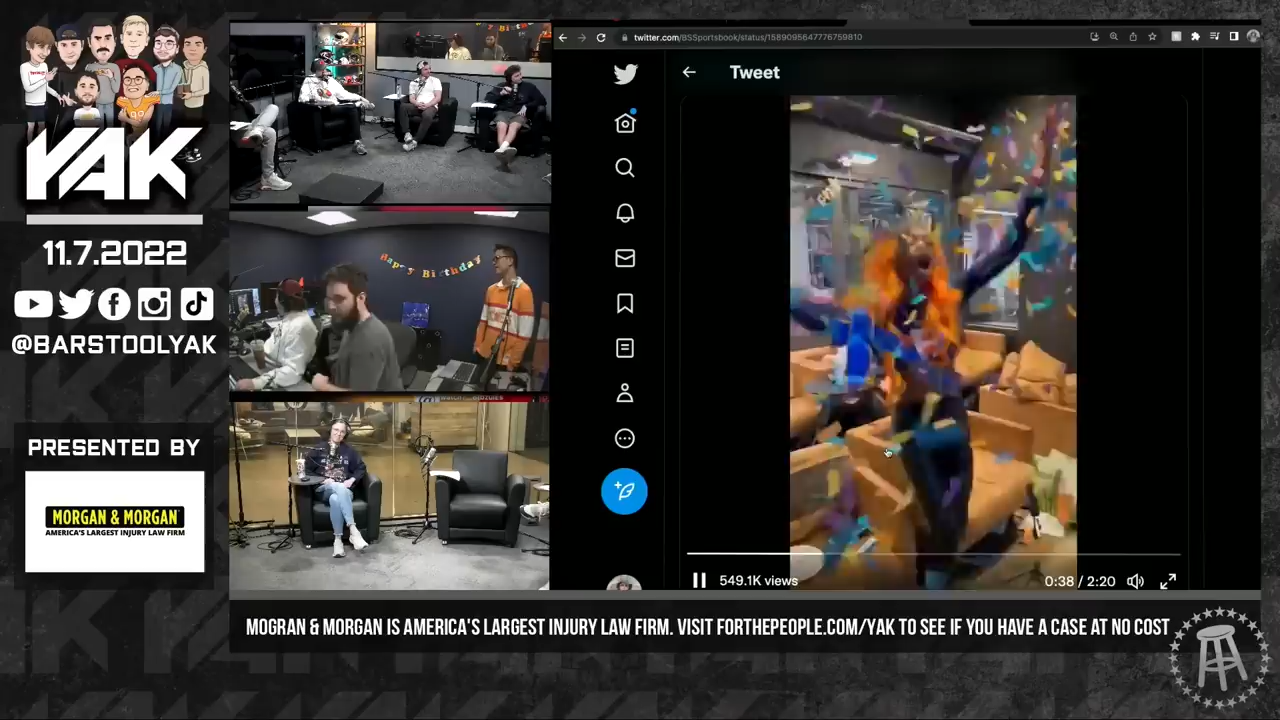 YAK
11.7.2022
@BARSTOOLYAK
PRESENTED BY
MORGAN & MORGAN
AMERICA'S LARGEST INJURY LAW FIRM
Happy Birthday
twitter.com/BSSportsbook/status/1589095647776759810
Tweet
549.1K views
0:38 / 2:20
MOGRAN & MORGAN IS AMERICA'S LARGEST INJURY LAW FIRM. VISIT FORTHEPEOPLE.COM/YAK TO SEE IF YOU HAVE A CASE AT NO COST